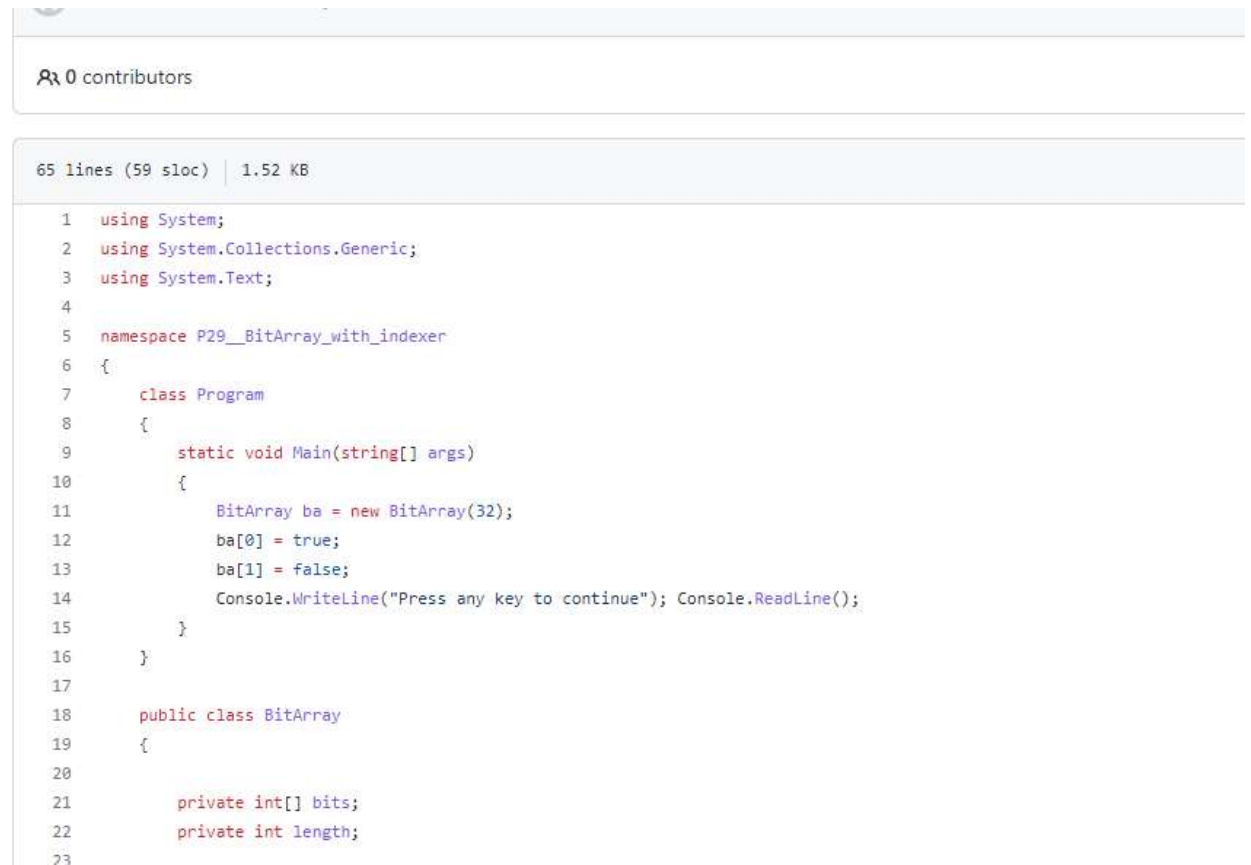 0 contributors
65 lines (59 sloc) 1.52 KB
1 using System;
2 using System.Collections.Generic;
3 using System.Text;
4
5 namespace P29__BitArray_with_indexer
6 {
7 class Program
8 {
9 static void Main(string[] args)
10 {
11 BitArray ba = new BitArray(32);
12 ba[0] = true;
13 ba[1] = false;
14 Console.WriteLine("Press any key to continue"); Console.ReadLine();
15 }
16 }
17
18 public class BitArray
19 {
20
21 private int[] bits;
22 private int length;
23